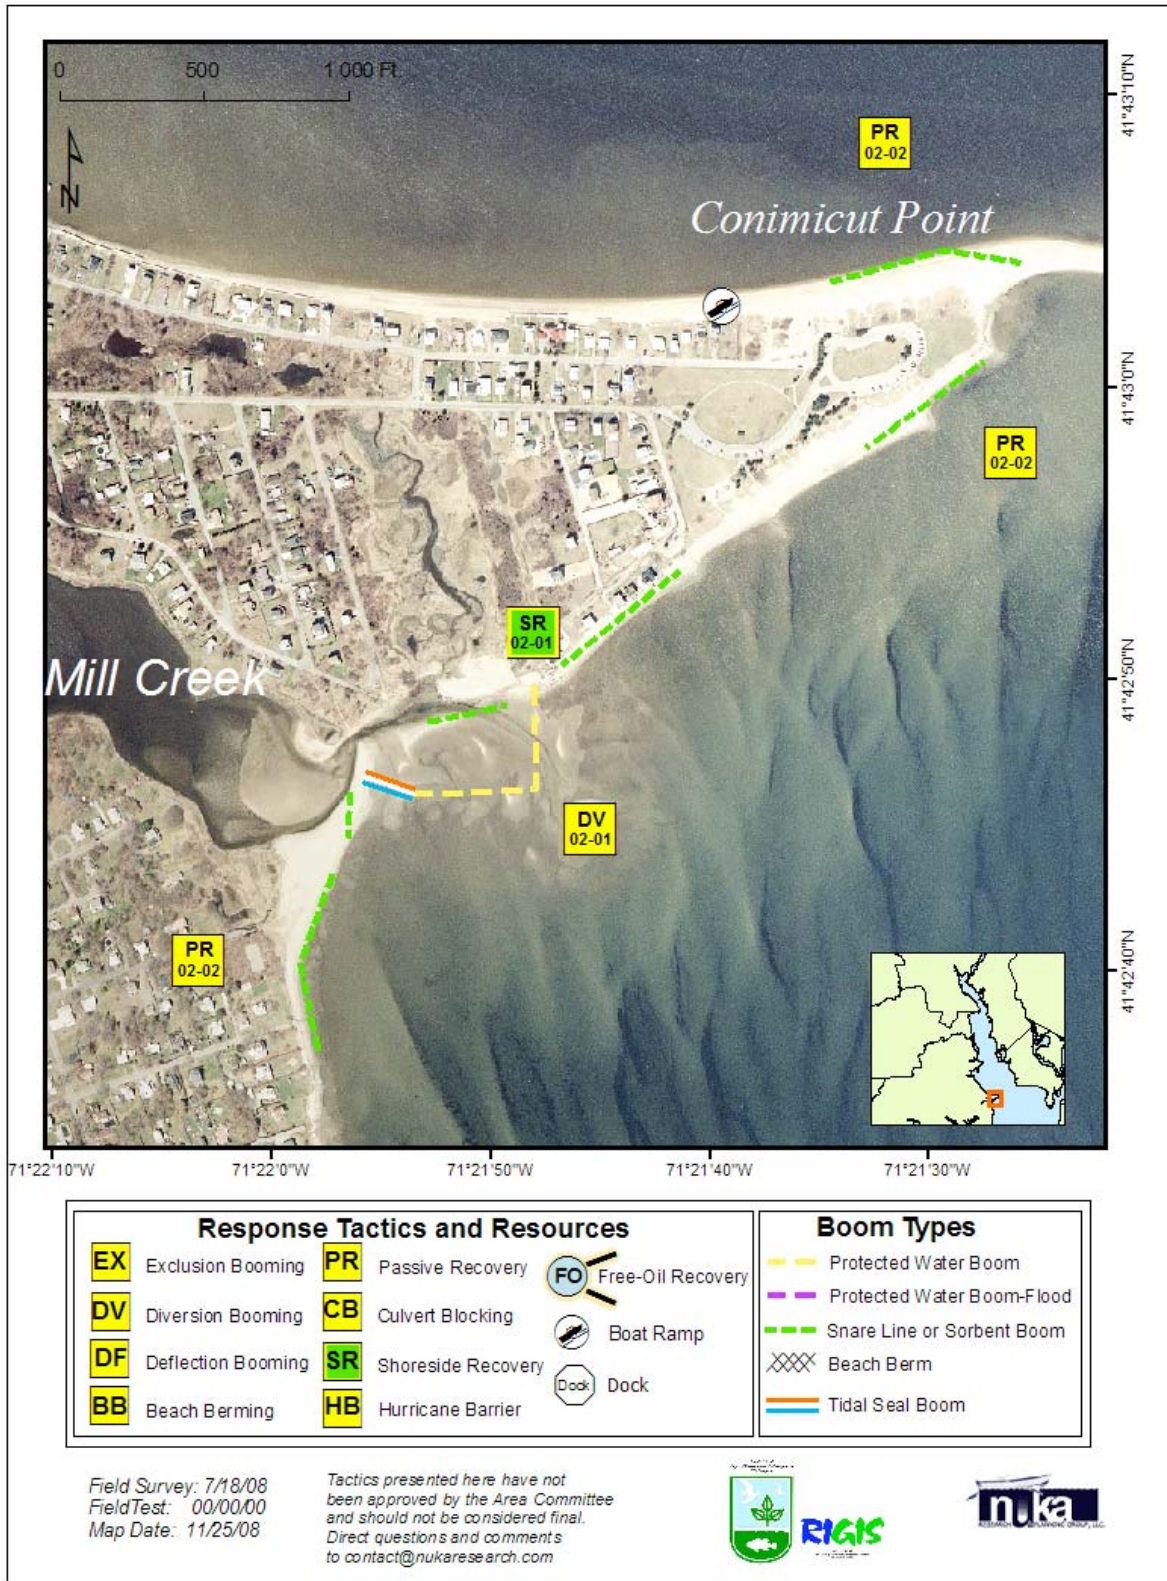 0 500 1,000 Ft.
N
PR
02-02
Conimicut Point
PR
02-02
SR
02-01
Mill Creek
DV
02-01
PR
02-02
41°43'10"N
41°43'0"N
41°42'50"N
41°42'40"N
71°22'10"W 71°22'0"W 71°21'50"W 71°21'40"W 71°21'30"W
Response Tactics and Resources
EX Exclusion Booming
DV Diversion Booming
DF Deflection Booming
BB Beach Berming
PR Passive Recovery
CB Culvert Blocking
SR Shoreside Recovery
HB Hurricane Barrier
FO Free-Oil Recovery
Boat Ramp
Dock Dock
Boom Types
Protected Water Boom
Protected Water Boom-Flood
Snare Line or Sorbent Boom
Beach Berm
Tidal Seal Boom
Field Survey: 7/18/08
FieldTest: 00/00/00
Map Date: 11/25/08
Tactics presented here have not
been approved by the Area Committee
and should not be considered final.
Direct questions and comments
to contact@nukaresearch.com
RIGIS
nuka